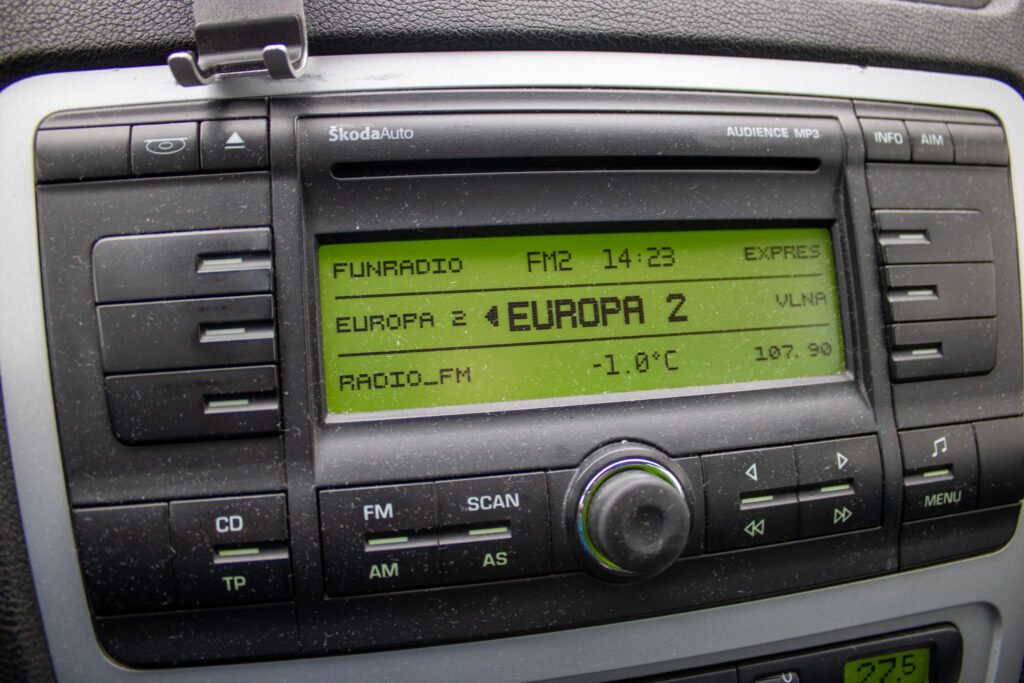 ŠkodaAuto AUDIENCE MP3
INFO AIM
FUNRADIO FM2 14:23 EXPRES
EUROPA 2 EUROPA 2 VLNA
RADIO_FM -1.0°C 107.90
CD
TP
FM SCAN
AM AS
MENU
27.5